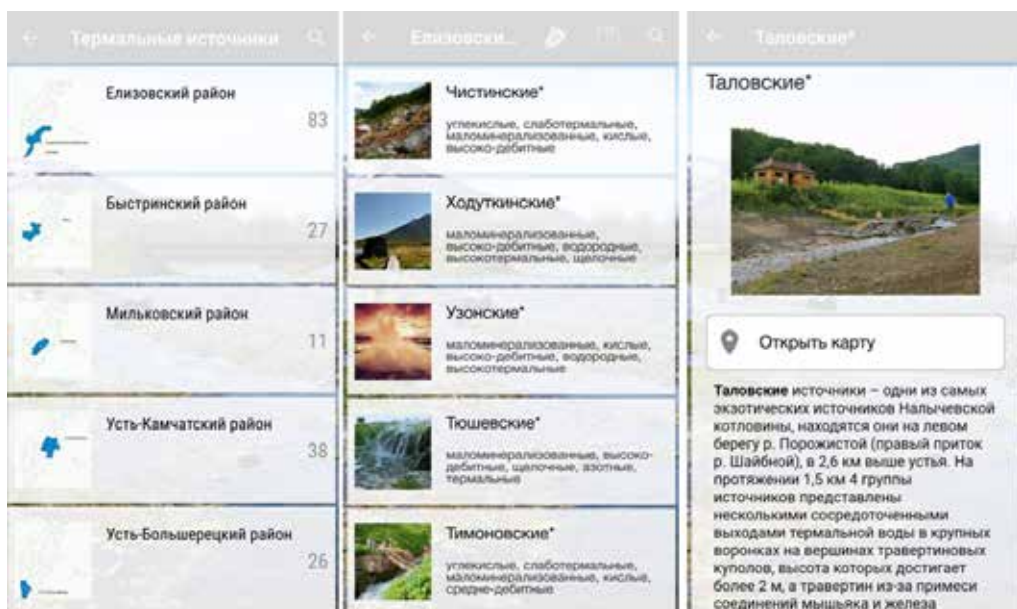 Термальные источники
Елизовский район
83
Быстринский район
27
Мильковский район
11
Усть-Камчатский район
38
Усть-Большерецкий район
26
Елизовски...
Чистинские*
углекислые, слаботермальные,
маломинерализованные, кислые,
высоко-дебитные
Ходуткинские*
маломинерализованные,
высоко-дебитные, водородные,
высокотермальные, щелочные
Узонские*
маломинерализованные, кислые,
высоко-дебитные, водородные,
высокотермальные
Тюшевские*
маломинерализованные, высоко-
дебитные, щелочные, азотные,
термальные
Тимоновские*
углекислые, слаботермальные,
маломинерализованные, кислые,
средне-дебитные
Таловские*
Таловские*
Открыть карту
Таловские источники – одни из самых
экзотических источников Налычевской
котловины, находятся они на левом
берегу р. Порожистой (правый приток
р. Шайбной), в 2,6 км выше устья. На
протяжении 1,5 км 4 группы
источников представлены
несколькими сосредоточенными
выходами термальной воды в крупных
воронках на вершинах травертиновых
куполов, высота которых достигает
более 2 м, а травертин из-за примеси
соединений мышьяка и железа